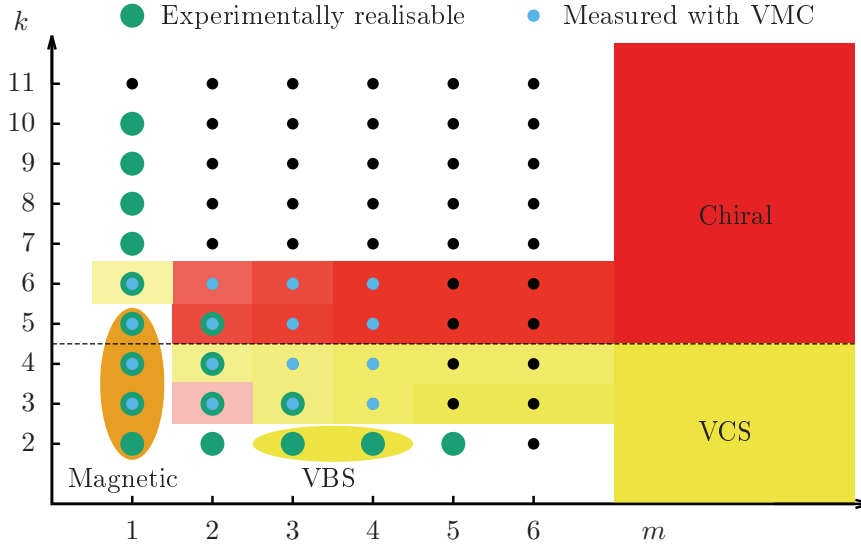 k
Experimentally realisable
Measured with VMC
11
10
9
8
7
6
5
4
3
2
Chiral
VCS
Magnetic
VBS
1 2 3 4 5 6 m